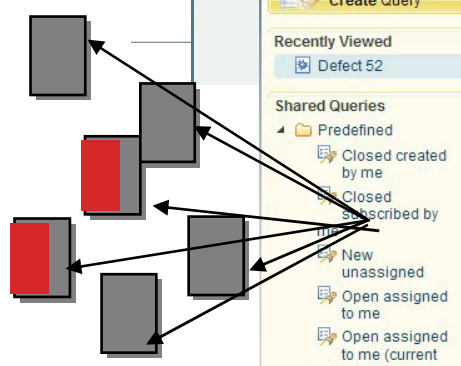 Create Query
Recently Viewed
Defect 52
Shared Queries
Predefined
Closed created
by me
Closed
subscribed by
me
New
unassigned
Open assigned
to me
Open assigned
to me (current